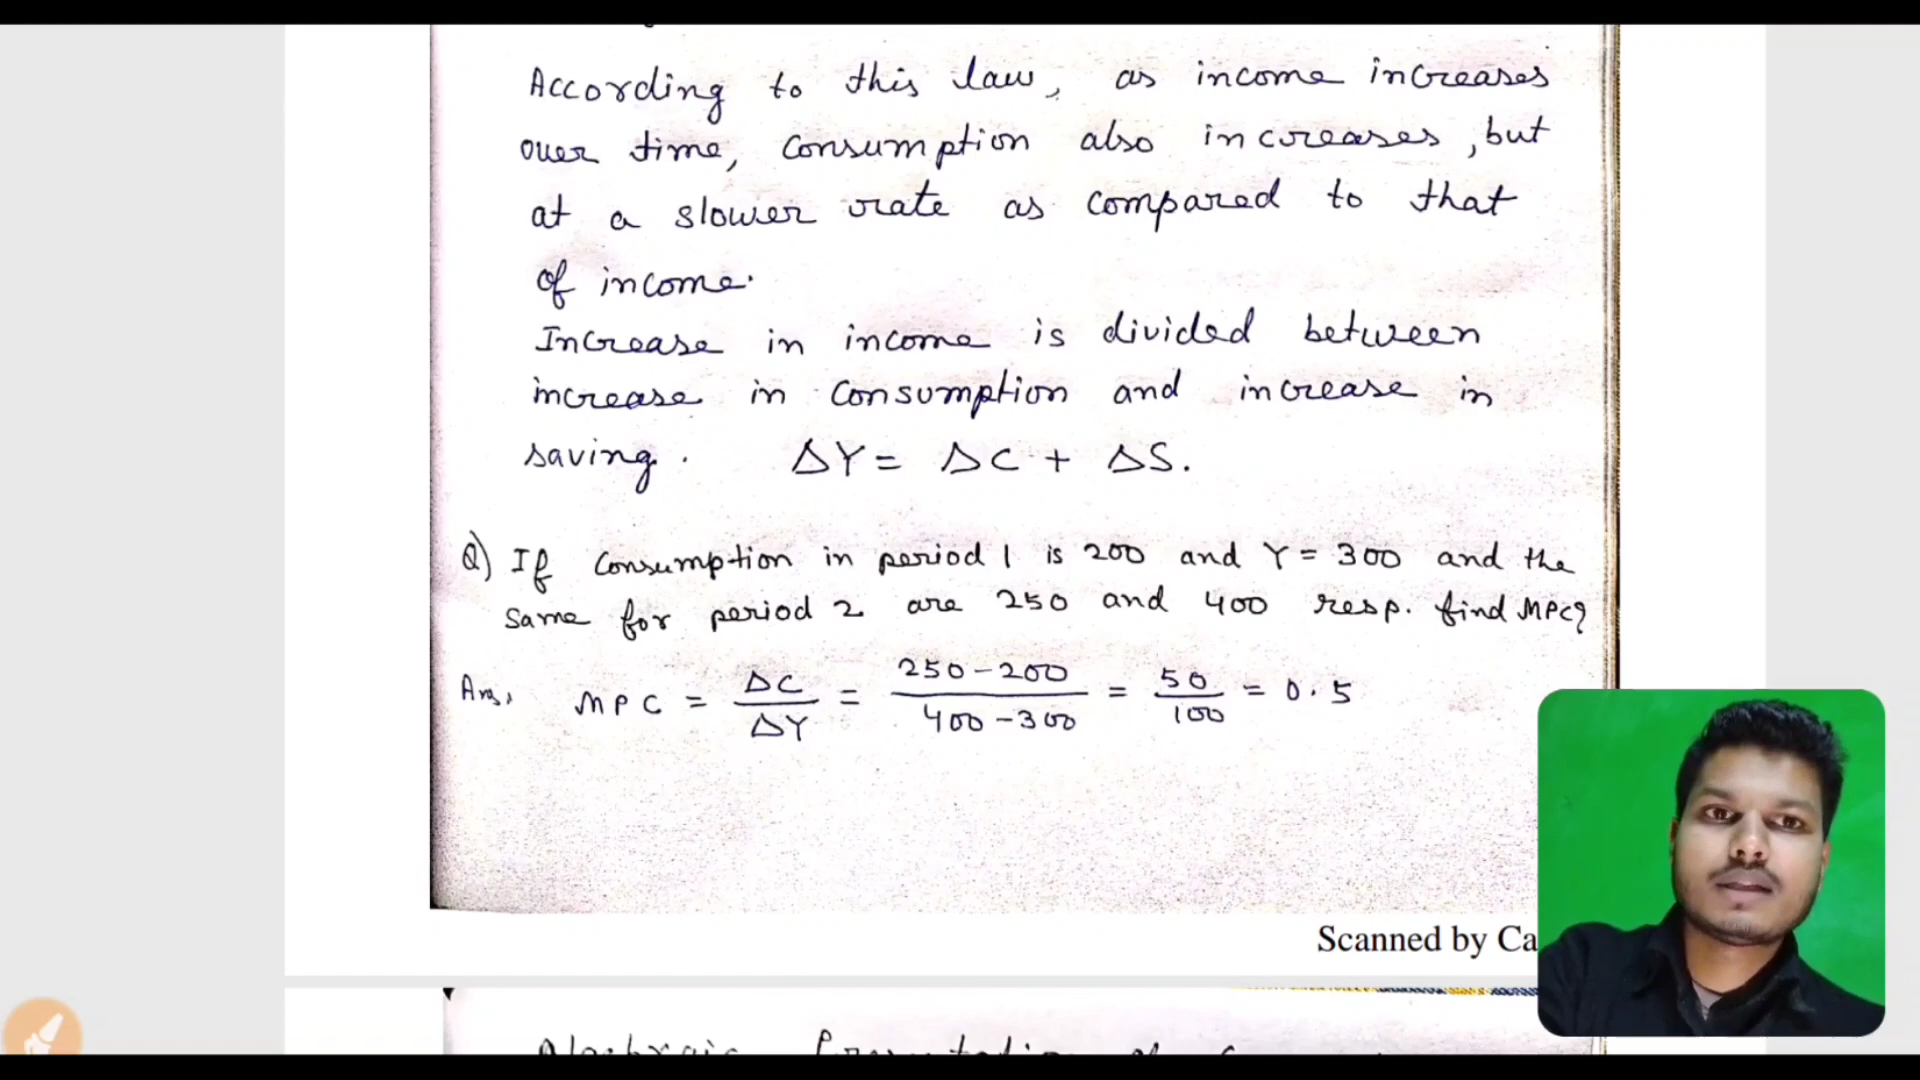 According to this law, as income increases
over time, Consumption also increases, but
at a slower rate as compared to that
of income.
Increase in income is divided between
increase in Consumption and increase in
saving. ΔY = ΔC + ΔS.
Q) If Consumption in period 1 is 200 and Y = 300 and the
same for period 2 are 250 and 400 resp. find MPC?
Ans, MPC = ΔC/ΔY = 250-200/400-300 = 50/100 = 0.5
Scanned by Ca